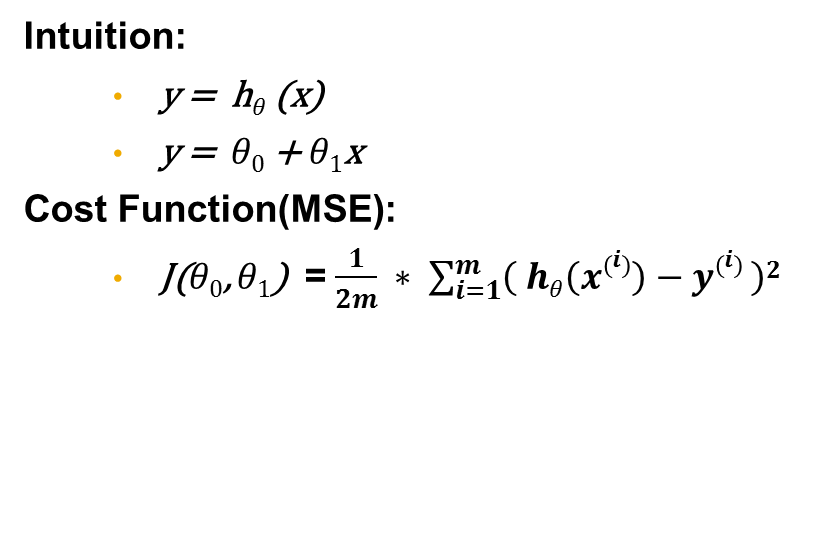 Intuition:
• y = hθ (x)
• y = θ0 + θ1x
Cost Function(MSE):
• J(θ0,θ1) = 1/2m * ∑i=1m( hθ(x(i)) − y(i) )2